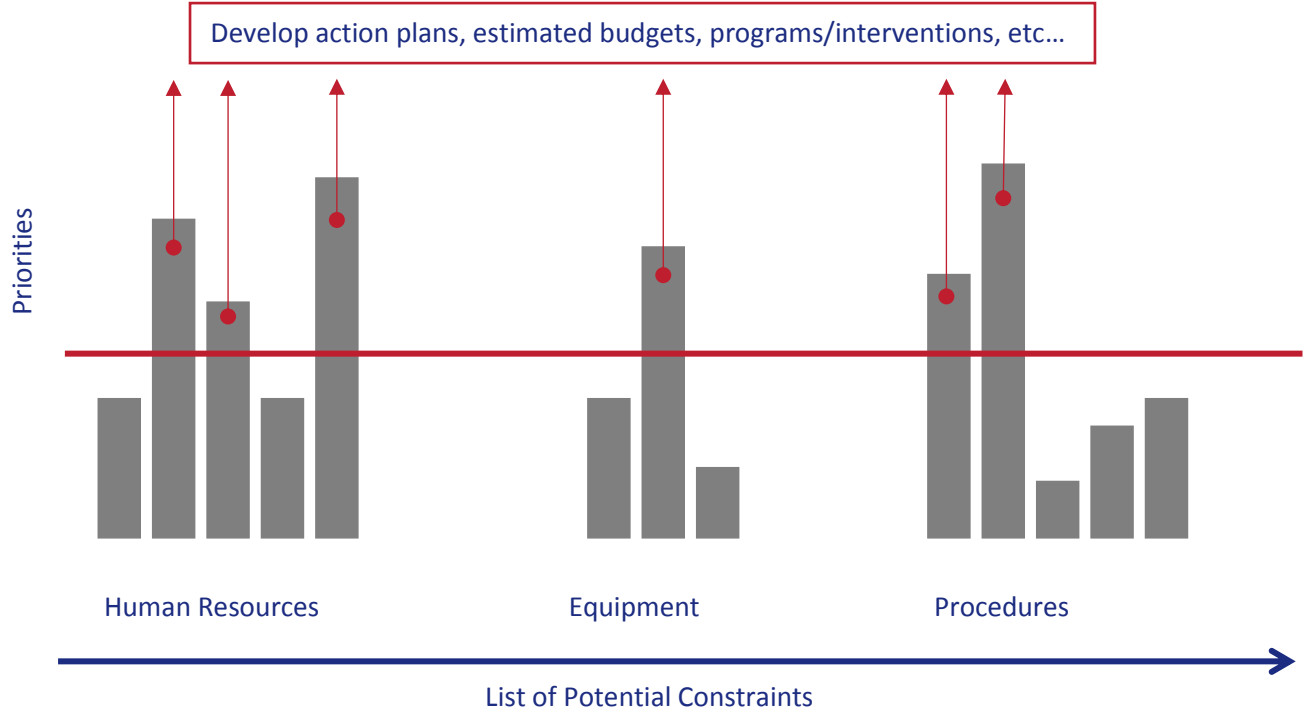 Develop action plans, estimated budgets, programs/interventions, etc…
Priorities
Human Resources
Equipment
Procedures
List of Potential Constraints